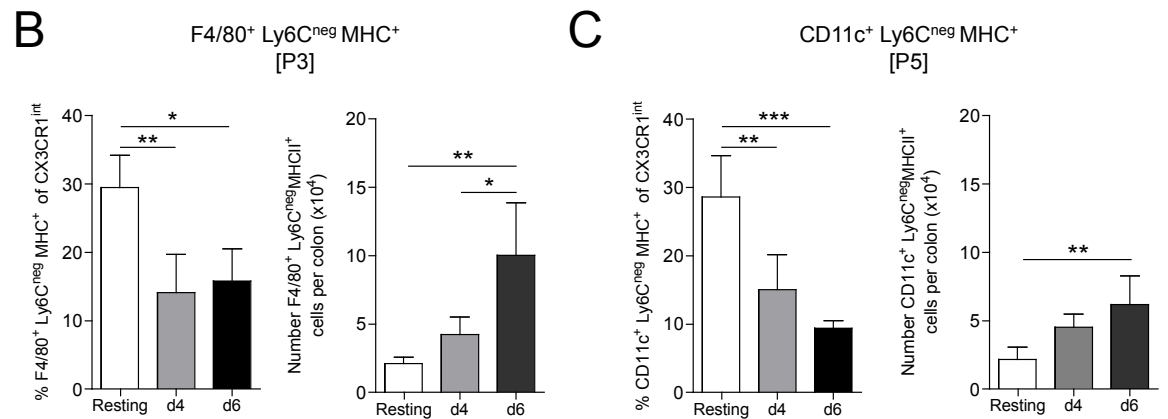 B
F4/80⁺ Ly6Cⁿᵉᵍ MHC⁺
[P3]
% F4/80⁺ Ly6Cⁿᵉᵍ MHC⁺ of CX3CR1ⁱⁿᵗ
40
30
20
10
0
*
**
Resting d4 d6
Number F4/80⁺ Ly6CⁿᵉᵍMHCII⁺
cells per colon (x10⁴)
20
15
10
5
0
**
*
Resting d4 d6
C
CD11c⁺ Ly6Cⁿᵉᵍ MHC⁺
[P5]
% CD11c⁺ Ly6Cⁿᵉᵍ MHC⁺ of CX3CR1ⁱⁿᵗ
40
30
20
10
0
***
**
Resting d4 d6
Number CD11c⁺ Ly6CⁿᵉᵍMHCII⁺
cells per colon (x10⁴)
20
15
10
5
0
**
Resting d4 d6